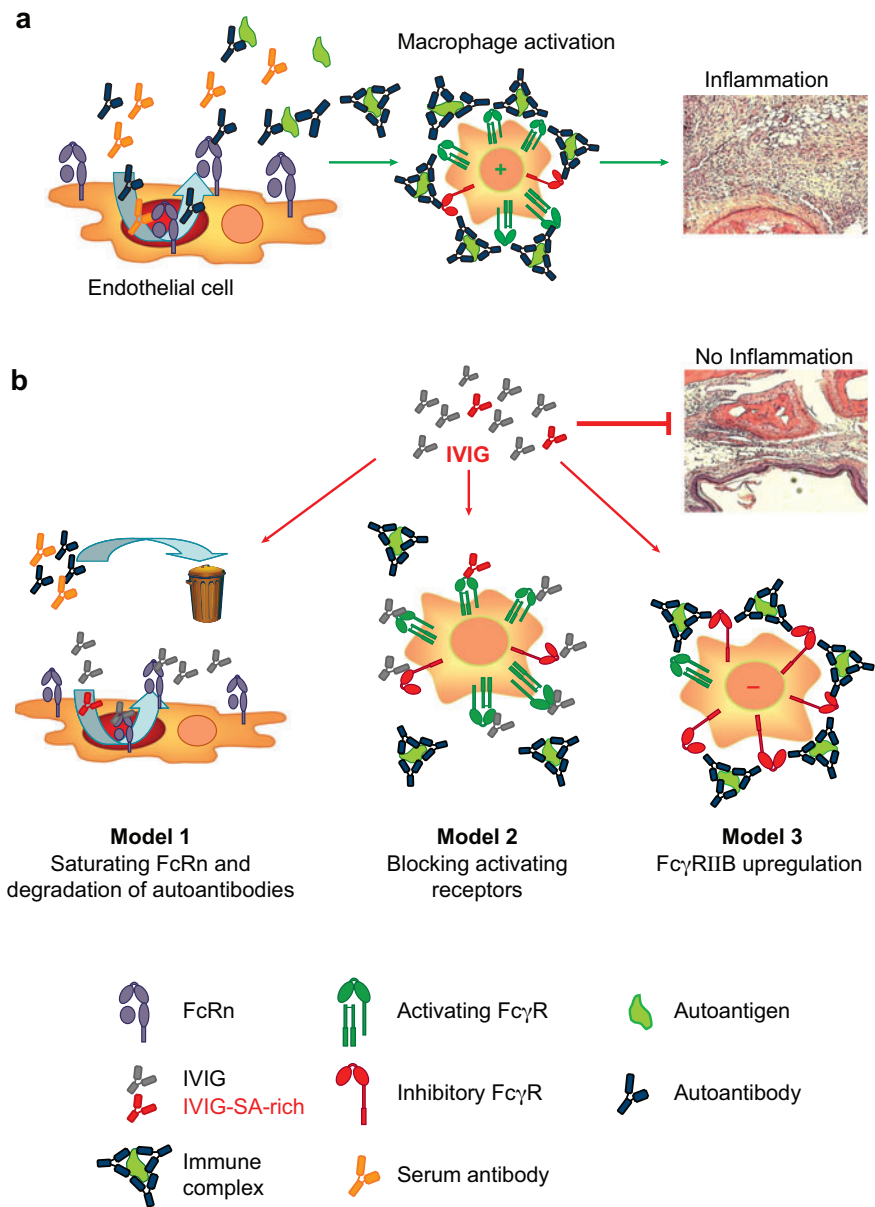 a
Macrophage activation
Inflammation
+
Endothelial cell
b
No Inflammation
IVIG
–
Model 1
Saturating FcRn and
degradation of autoantibodies
Model 2
Blocking activating
receptors
Model 3
FcγRIIB upregulation
FcRn
Activating FcγR
Autoantigen
IVIG
IVIG-SA-rich
Inhibitory FcγR
Autoantibody
Immune
complex
Serum antibody